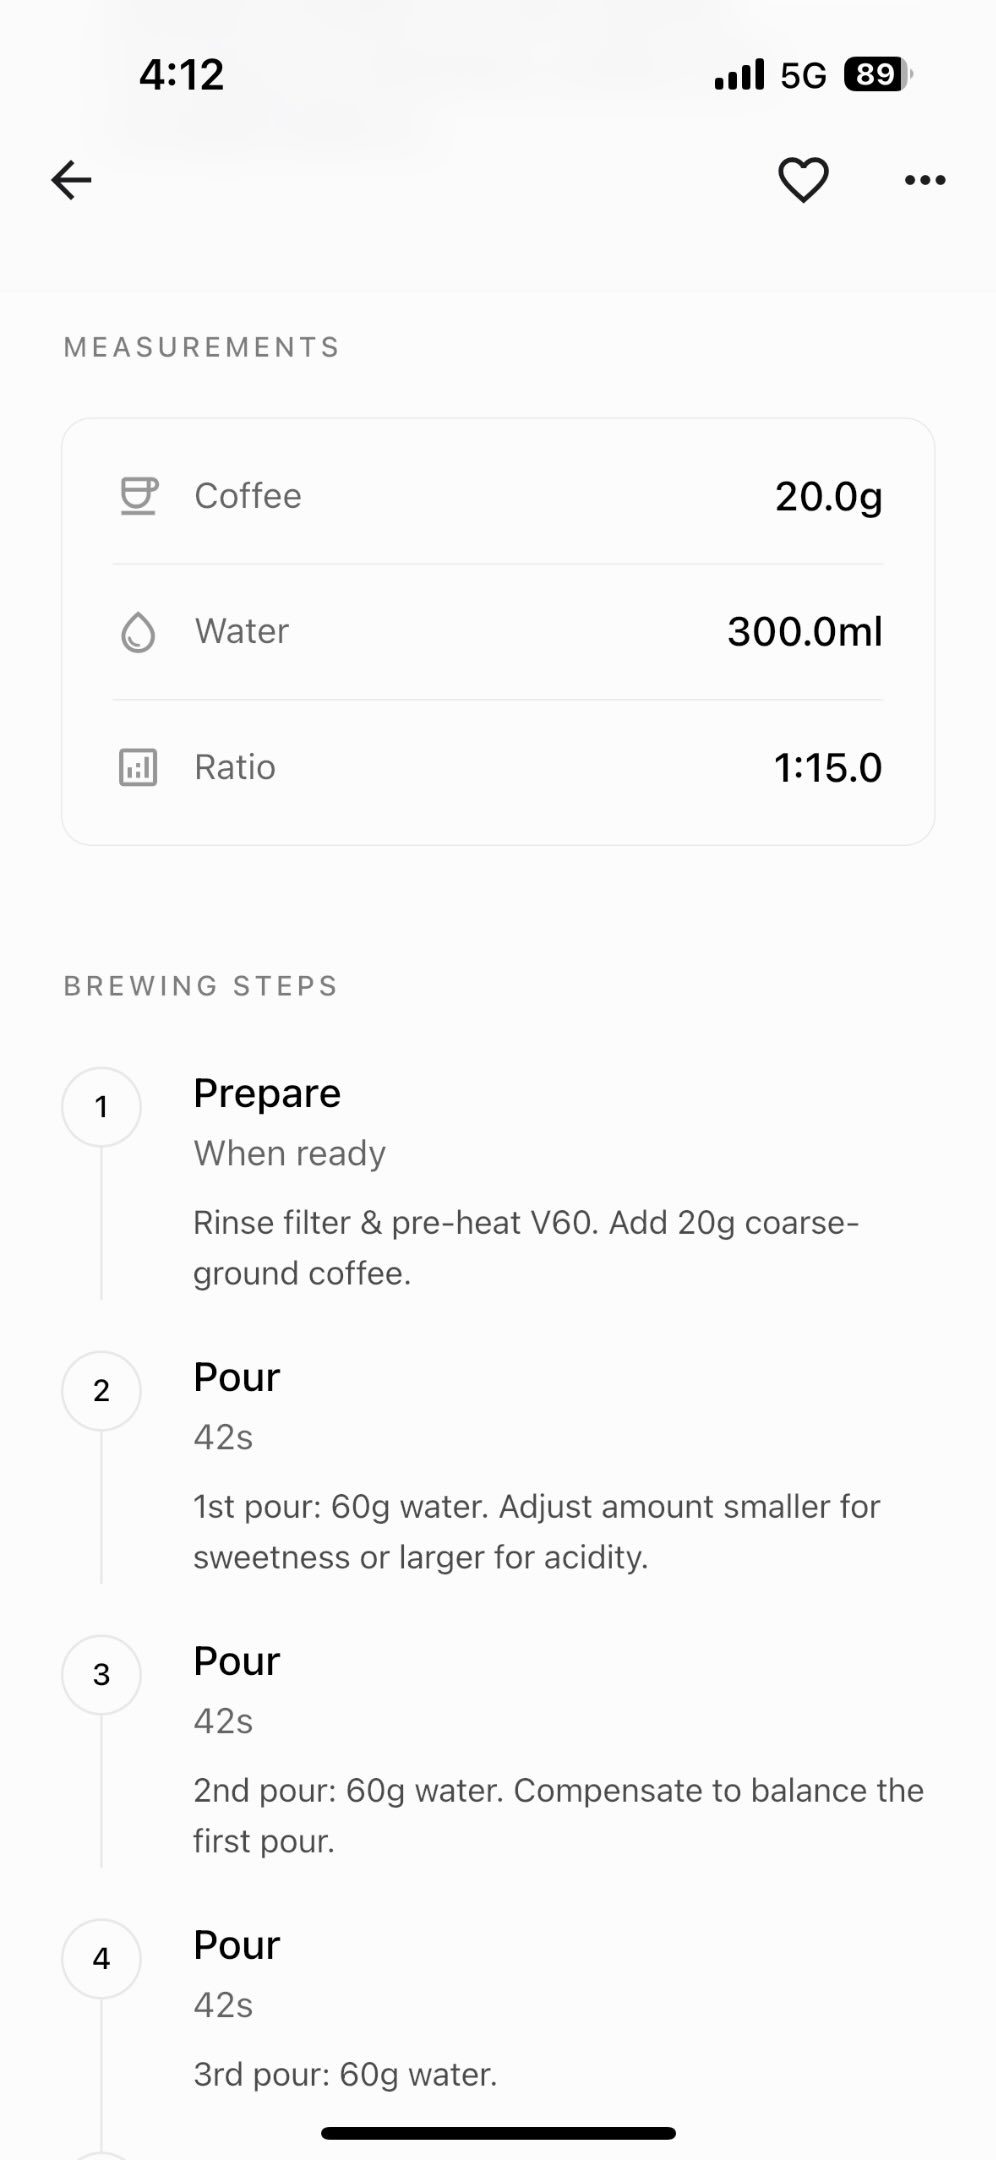 4:12
5G
89
MEASUREMENTS
Coffee
20.0g
Water
300.0ml
Ratio
1:15.0
BREWING STEPS
1
Prepare
When ready
Rinse filter & pre-heat V60. Add 20g coarse-
ground coffee.
2
Pour
42s
1st pour: 60g water. Adjust amount smaller for
sweetness or larger for acidity.
3
Pour
42s
2nd pour: 60g water. Compensate to balance the
first pour.
4
Pour
42s
3rd pour: 60g water.